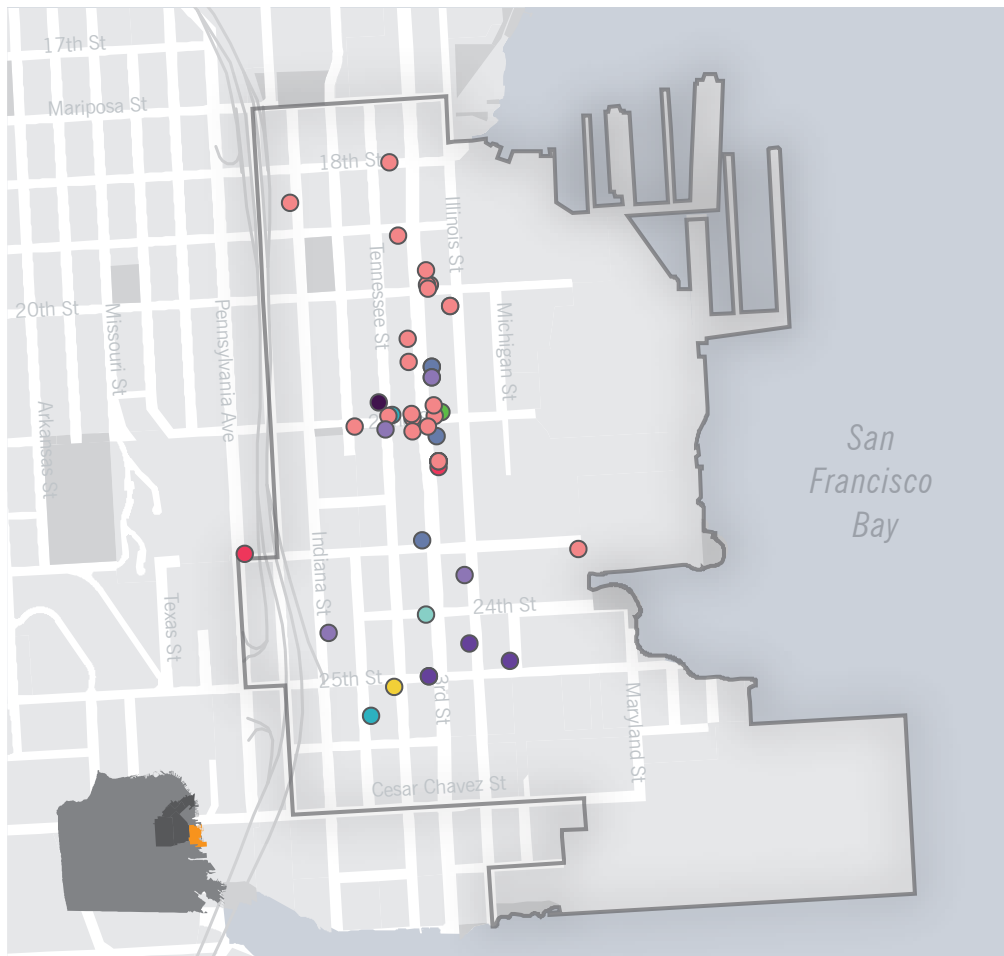 17th St
Mariposa St
18th St
Illinois St
Tennessee St
20th St
Missouri St
Pennsylvania Ave
Michigan St
Arkansas St
San
Francisco
Bay
Indiana St
Texas St
24th St
25th St
3rd St
Maryland St
Cesar Chavez St